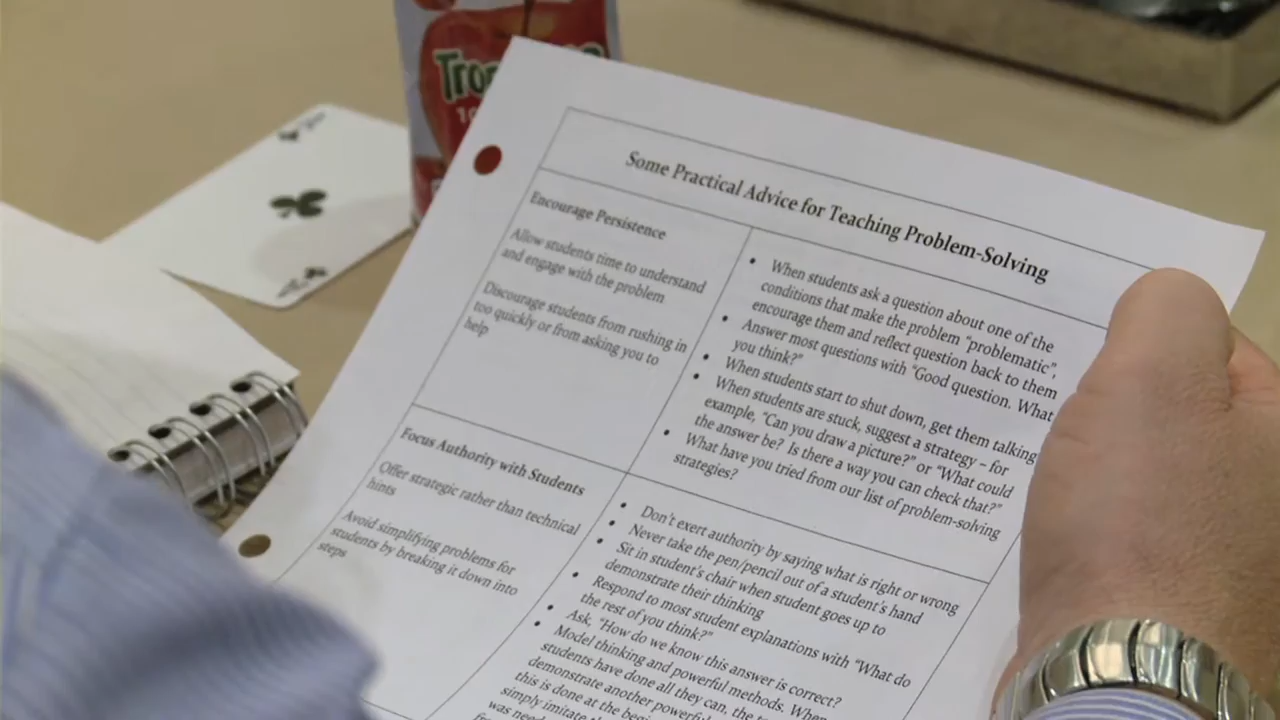 Some Practical Advice for Teaching Problem-Solving
Encourage Persistence
Allow students time to understand
and engage with the problem
Discourage students from rushing in
too quickly or from asking you to
help
• When students ask a question about one of the
conditions that make the problem "problematic",
encourage them and reflect question back to them
• Answer most questions with "Good question. What
you think?"
• When students start to shut down, get them talking
• When students are stuck, suggest a strategy – for
example, "Can you draw a picture?" or "What could
the answer be? Is there a way you can check that?"
• What have you tried from our list of problem-solving
strategies?
Focus Authority with Students
Offer strategic rather than technical
hints
Avoid simplifying problems for
students by breaking it down into
steps
• Don't exert authority by saying what is right or wrong
• Never take the pen/pencil out of a student's hand
• Sit in student's chair when student goes up to
demonstrate their thinking
• Respond to most student explanations with "What do
the rest of you think?"
• Ask, "How do we know this answer is correct?
• Model thinking and powerful methods. When
students have done all they can, the
demonstrate another powerful
this is done at the
simply imitate
was